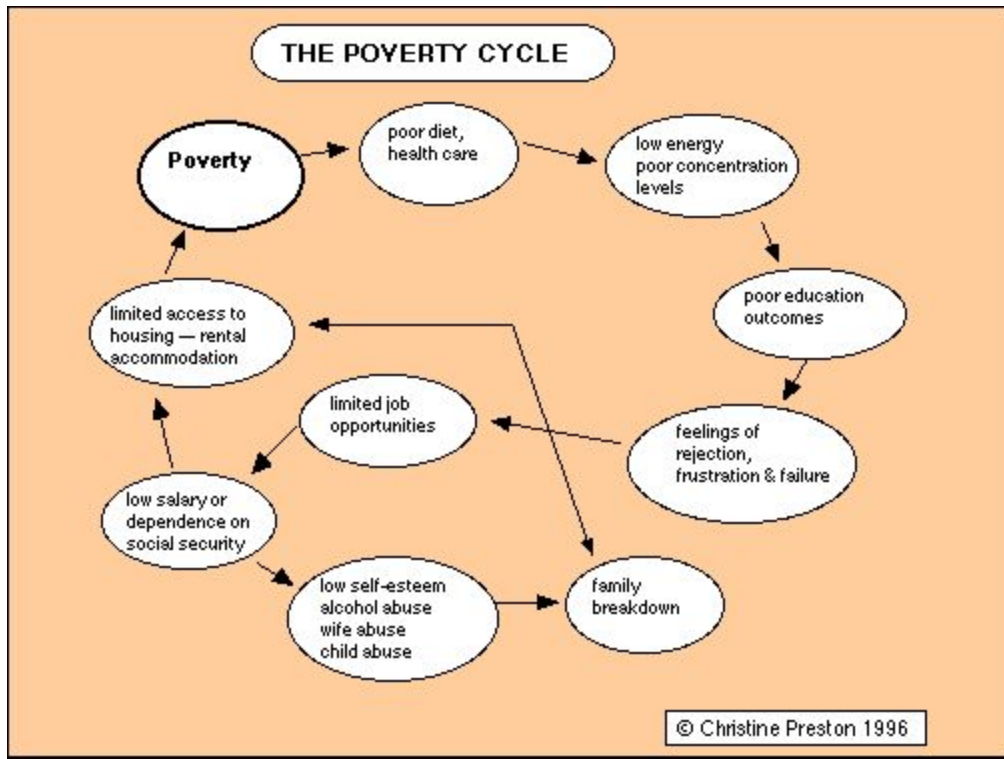 THE POVERTY CYCLE
Poverty
poor diet,
health care
low energy
poor concentration
levels
poor education
outcomes
feelings of
rejection,
frustration & failure
limited job
opportunities
low salary or
dependence on
social security
limited access to
housing — rental
accommodation
low self-esteem
alcohol abuse
wife abuse
child abuse
family
breakdown
© Christine Preston 1996